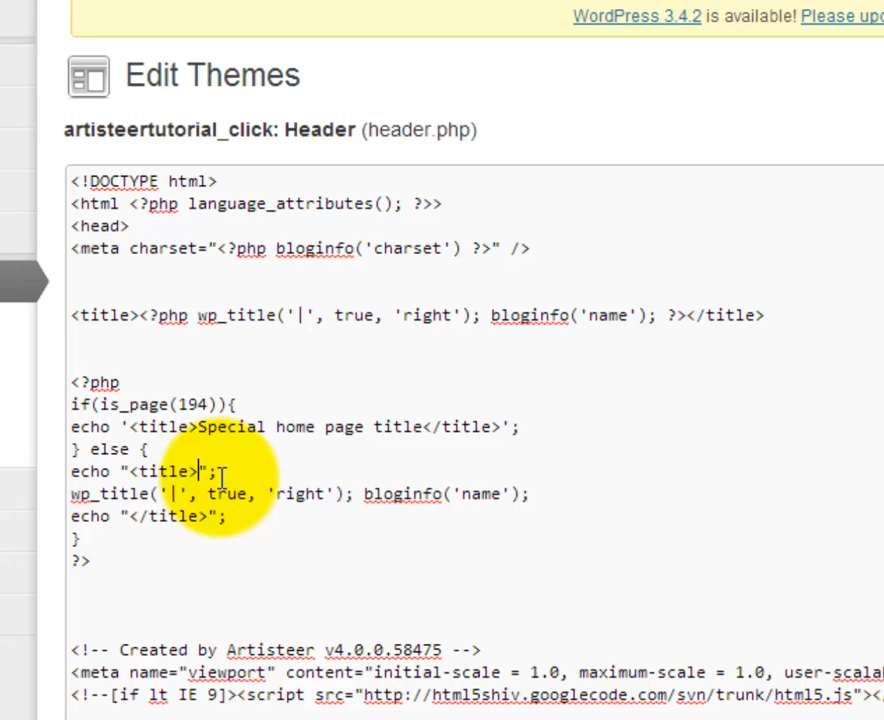 WordPress 3.4.2 is available! Please upd
Edit Themes
artisteertutorial_click: Header (header.php)
<!DOCTYPE html>
<html <?php language_attributes(); ?>>
<head>
<meta charset="<?php bloginfo('charset') ?>" />
<title><?php wp_title('|', true, 'right'); bloginfo('name'); ?></title>
<?php
if(is_page(194)){
echo '<title>Special home page title</title>';
} else {
echo "<title>";
wp_title('|', true, 'right'); bloginfo('name');
echo "</title>";
}
?>
<!-- Created by Artisteer v4.0.0.58475 -->
<meta name="viewport" content="initial-scale = 1.0, maximum-scale = 1.0, user-scalab
<!--[if lt IE 9]><script src="http://html5shiv.googlecode.com/svn/trunk/html5.js"><